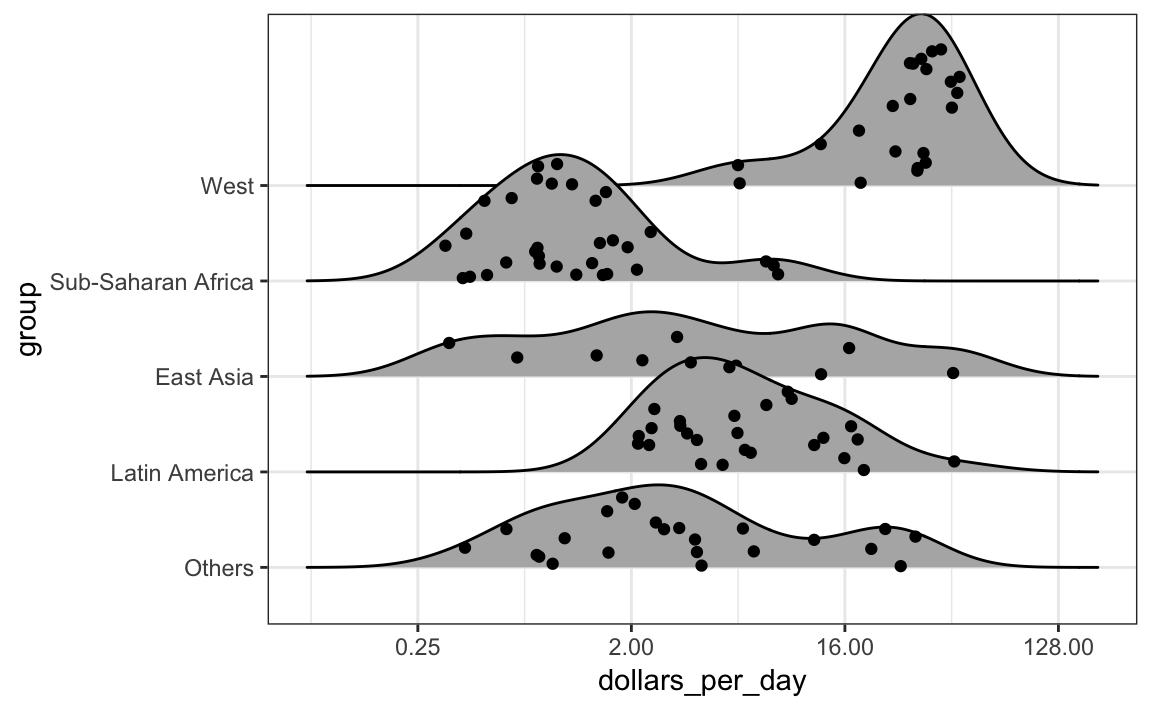 West
Sub-Saharan Africa
East Asia
Latin America
Others
group
0.25 2.00 16.00 128.00
dollars_per_day